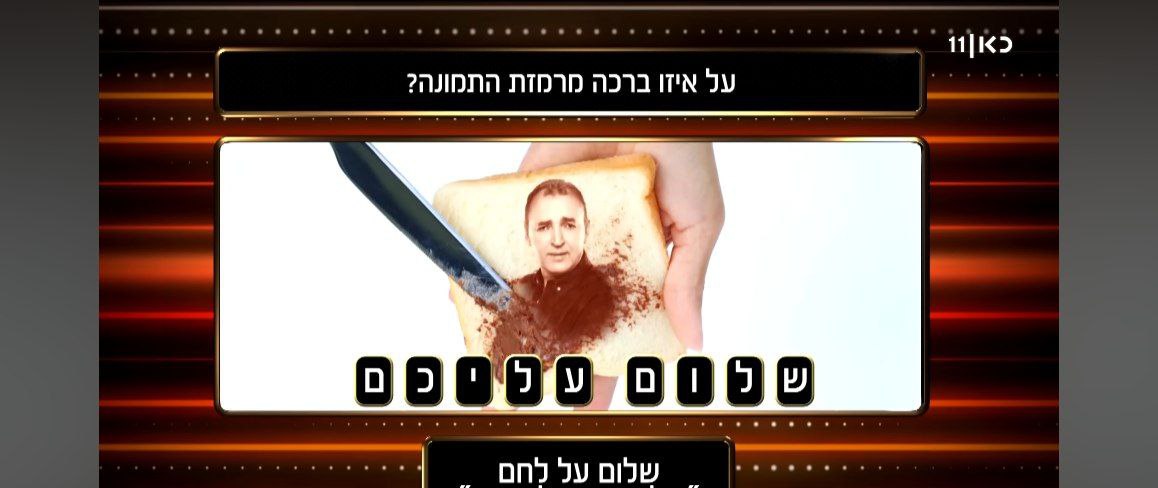 כאן|11
על איזו ברכה מרמזת התמונה?
שלום עליכם
שלום על לחם